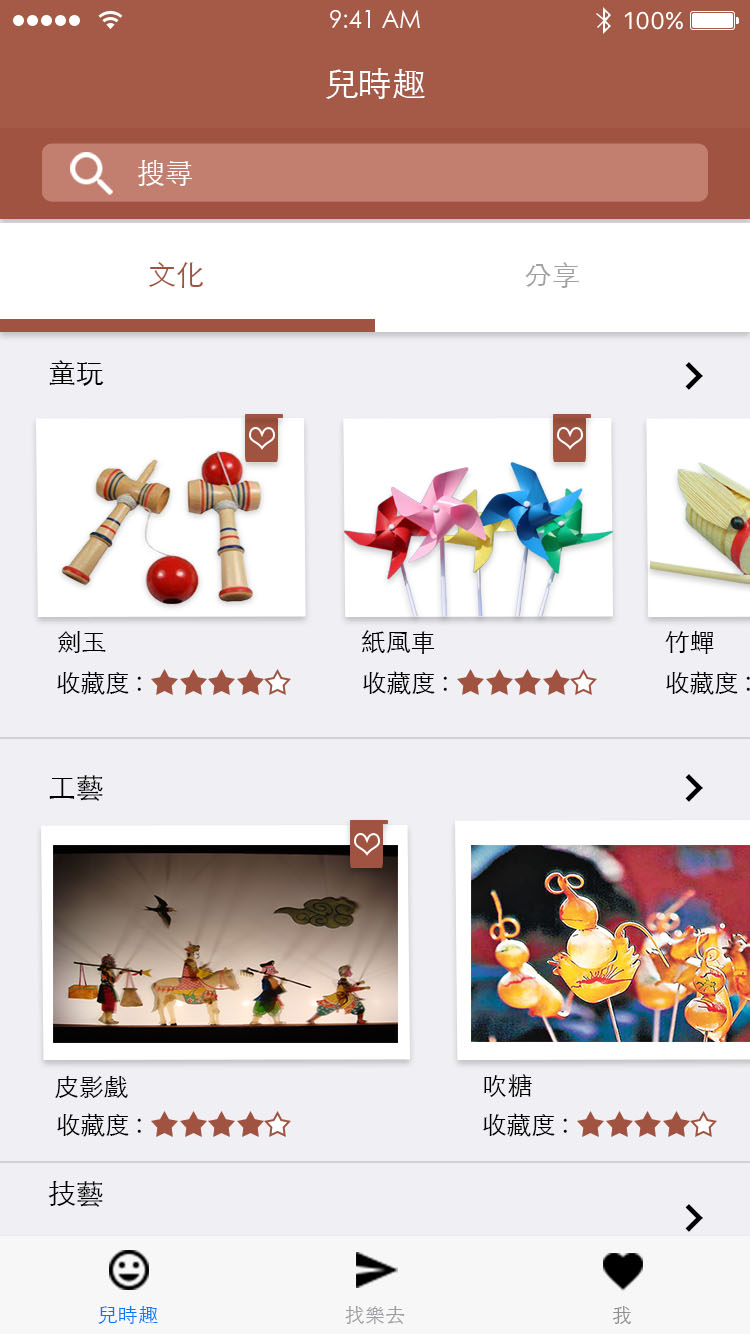 9:41 AM 100%
兒時趣
搜尋
文化 分享
童玩
劍玉 紙風車 竹蟬
收藏度： 收藏度： 收藏度：
工藝
皮影戲 吹糖
收藏度： 收藏度：
技藝
兒時趣 找樂去 我